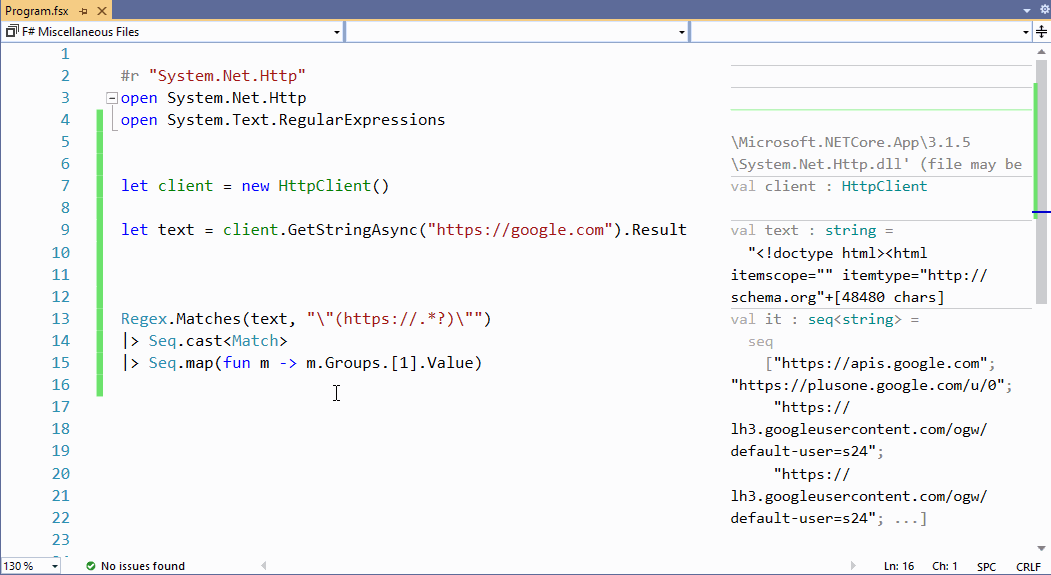 Program.fsx
F# Miscellaneous Files
1
2 #r "System.Net.Http"
3 open System.Net.Http
4 open System.Text.RegularExpressions
5
6
7 let client = new HttpClient()
8
9 let text = client.GetStringAsync("https://google.com").Result
10
11
12
13 Regex.Matches(text, "\"(https://.*?)\"")
14 |> Seq.cast<Match>
15 |> Seq.map(fun m -> m.Groups.[1].Value)
16
17
18
19
20
21
22
23
\Microsoft.NETCore.App\3.1.5
\System.Net.Http.dll' (file may be
val client : HttpClient
val text : string =
"<!doctype html><html
itemscope="" itemtype="http://
schema.org"+[48480 chars]
val it : seq<string> =
seq
["https://apis.google.com";
"https://plusone.google.com/u/0";
"https://
lh3.googleusercontent.com/ogw/
default-user=s24";
"https://
lh3.googleusercontent.com/ogw/
default-user=s24"; ...]
130 % No issues found Ln: 16 Ch: 1 SPC CRLF